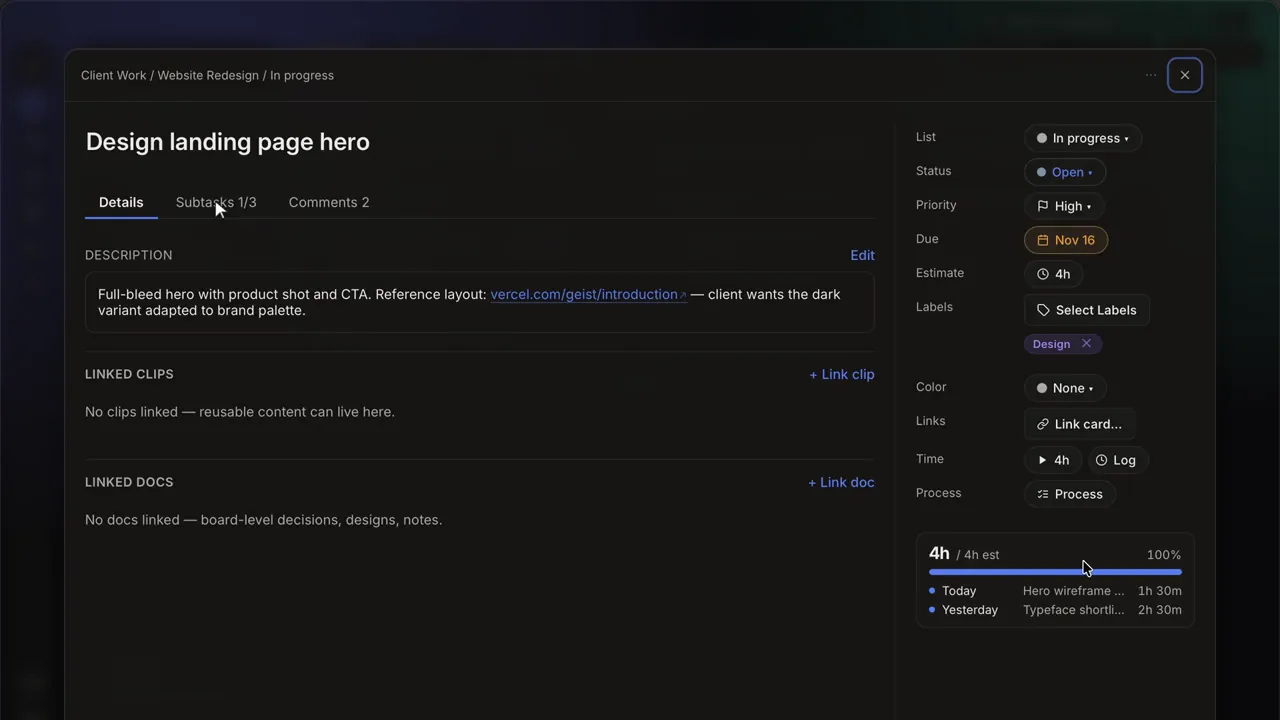 Client Work / Website Redesign / In progress
Design landing page hero
Details
Subtasks 1/3
Comments 2
DESCRIPTION
Edit
Full-bleed hero with product shot and CTA. Reference layout: vercel.com/geist/introduction↗ — client wants the dark
variant adapted to brand palette.
LINKED CLIPS
+ Link clip
No clips linked — reusable content can live here.
LINKED DOCS
+ Link doc
No docs linked — board-level decisions, designs, notes.
List
In progress
Status
Open
Priority
High
Due
Nov 16
Estimate
4h
Labels
Select Labels
Design
Color
None
Links
Link card...
Time
4h
Log
Process
Process
4h / 4h est
100%
Today
Hero wireframe ...
1h 30m
Yesterday
Typeface shortli...
2h 30m